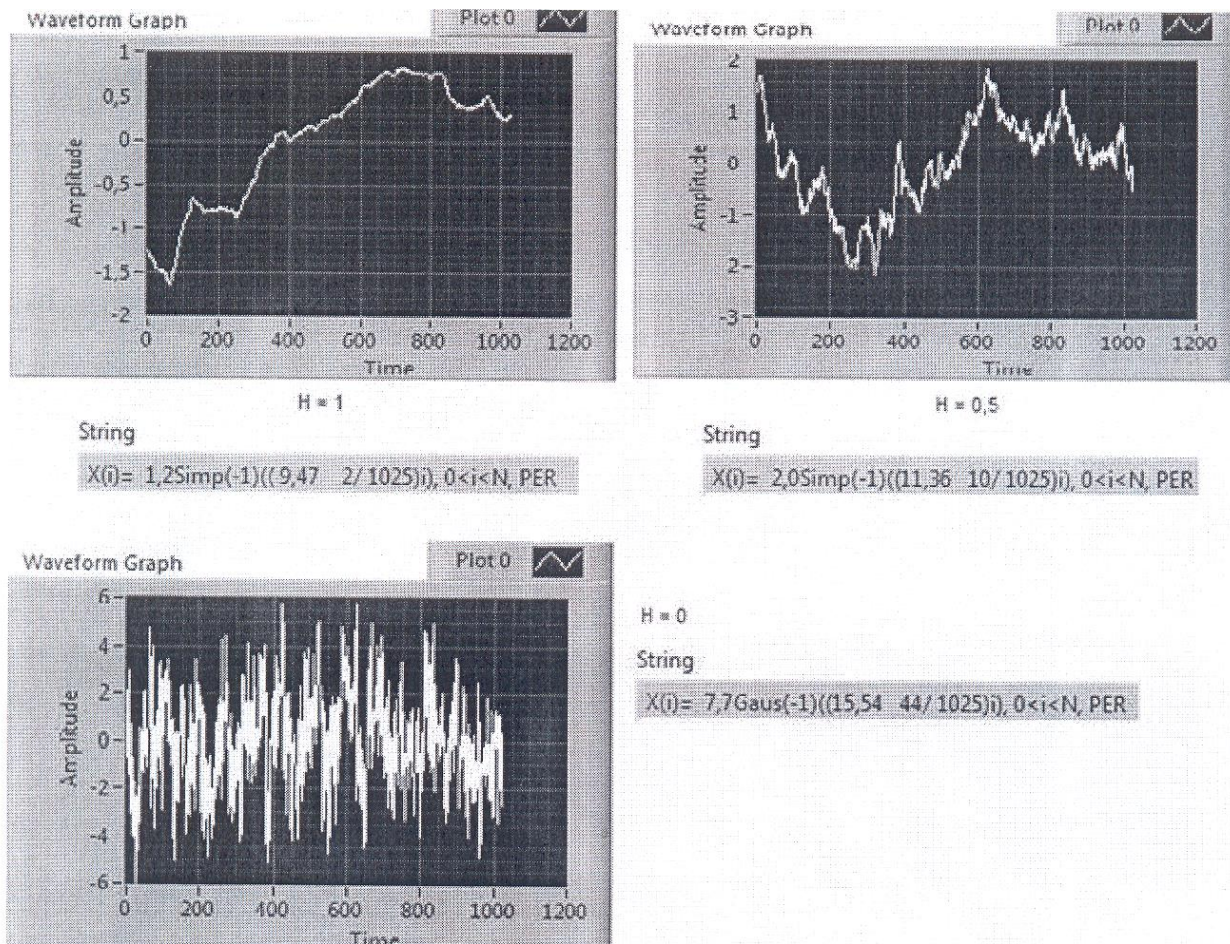 Waveform Graph Plot 0
Amplitude
1
0,5
0
-0,5
-1
-1,5
-2
0 200 400 600 800 1000 1200
Time
H = 1
String
X(i)= 1,2Simp(-1)((9,47 2/1025)i), 0<i<N, PER
Waveform Graph Plot 0
Amplitude
2
1
0
-1
-2
-3
0 200 400 600 800 1000 1200
Time
H = 0,5
String
X(i)= 2,0Simp(-1)((11,36 10/1025)i), 0<i<N, PER
Waveform Graph Plot 0
Amplitude
6
4
2
0
-2
-4
-6
0 200 400 600 800 1000 1200
Time
H = 0
String
X(i)= 7,7Gaus(-1)((15,54 44/1025)i), 0<i<N, PER